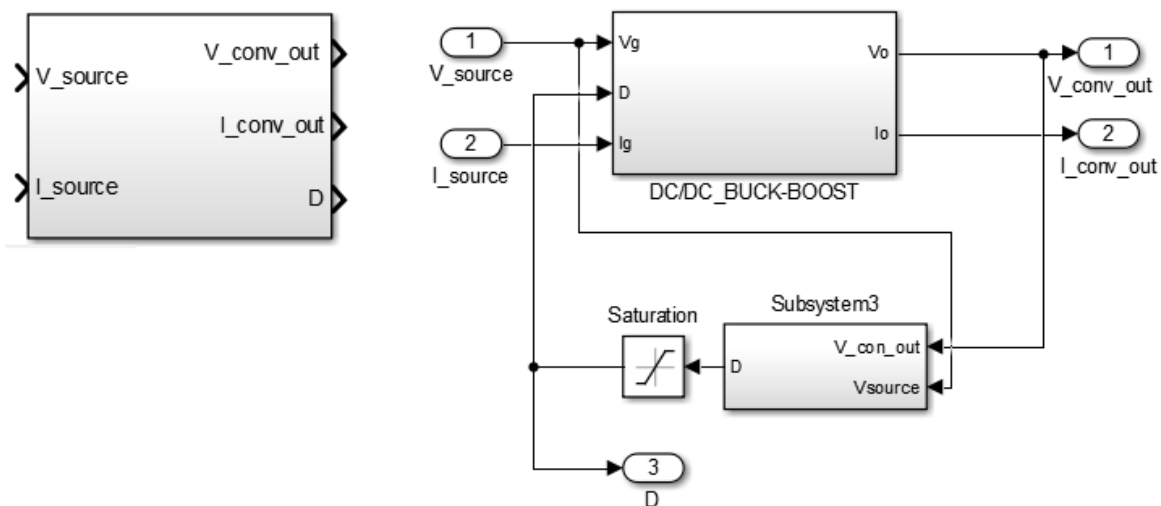 V_source
I_source
V_conv_out
I_conv_out
D
1
V_source
2
I_source
Vg
D
Ig
Vo
Io
DC/DC_BUCK-BOOST
1
V_conv_out
2
I_conv_out
Saturation
Subsystem3
D
V_con_out
Vsource
3
D